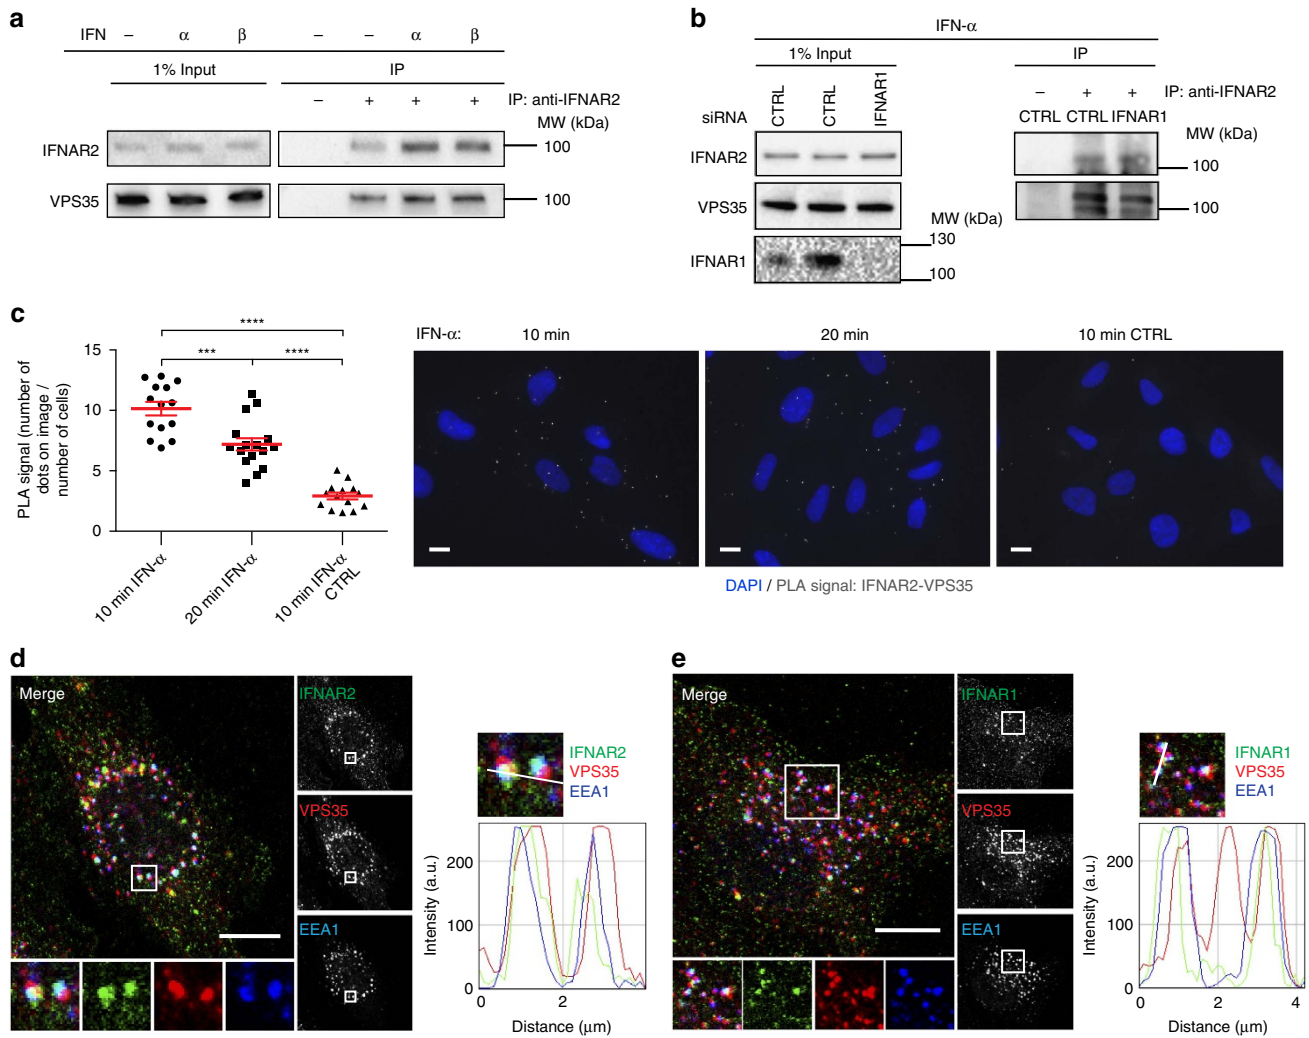 a
IFN – α β – – α β
1% Input IP
– + + + IP: anti-IFNAR2
MW (kDa)
IFNAR2 100
VPS35 100
b
IFN-α
1% Input IP
siRNA CTRL CTRL IFNAR1
– + + IP: anti-IFNAR2
CTRL CTRL IFNAR1
MW (kDa)
IFNAR2 100
VPS35 100
MW (kDa)
IFNAR1 130
100
c
**** 
*** ****
PLA signal (number of
dots on image /
number of cells)
15
10
5
0
10 min IFN-α
20 min IFN-α
10 min IFN-α
CTRL
IFN-α: 10 min 20 min 10 min CTRL
DAPI / PLA signal: IFNAR2-VPS35
d
Merge
IFNAR2
VPS35
EEA1
IFNAR2
VPS35
EEA1
Intensity (a.u.)
200
100
0
0 2
Distance (μm)
e
Merge
IFNAR1
VPS35
EEA1
IFNAR1
VPS35
EEA1
Intensity (a.u.)
200
100
0
0 2 4
Distance (μm)